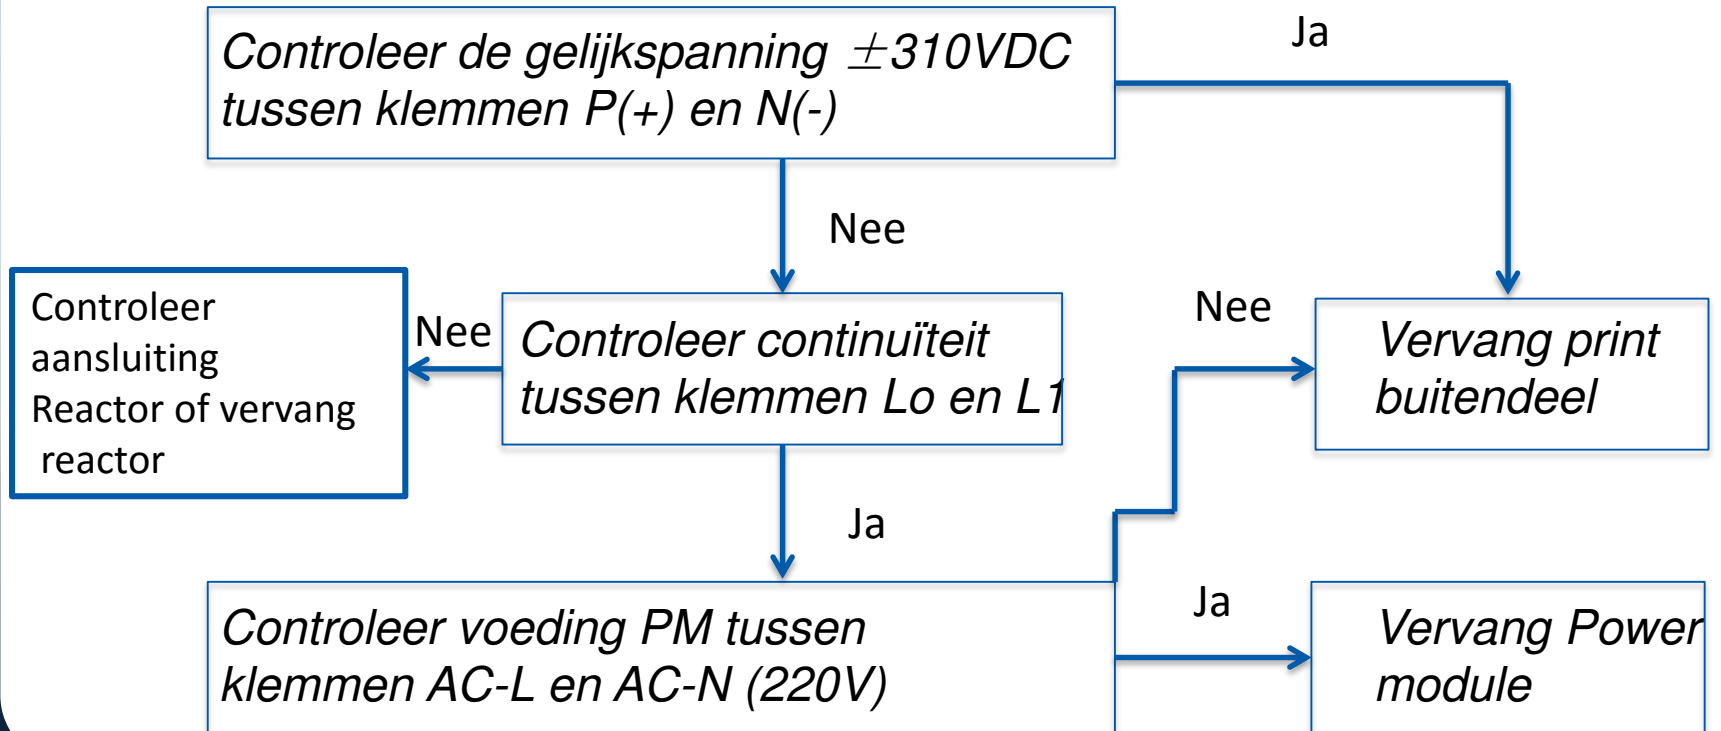 Controleer de gelijkspanning ±310VDC
tussen klemmen P(+) en N(-)
Ja
Nee
Controleer
aansluiting
Reactor of vervang
reactor
Nee
Controleer continuïteit
tussen klemmen Lo en L1
Nee
Vervang print
buitendeel
Ja
Controleer voeding PM tussen
klemmen AC-L en AC-N (220V)
Ja
Vervang Power
module